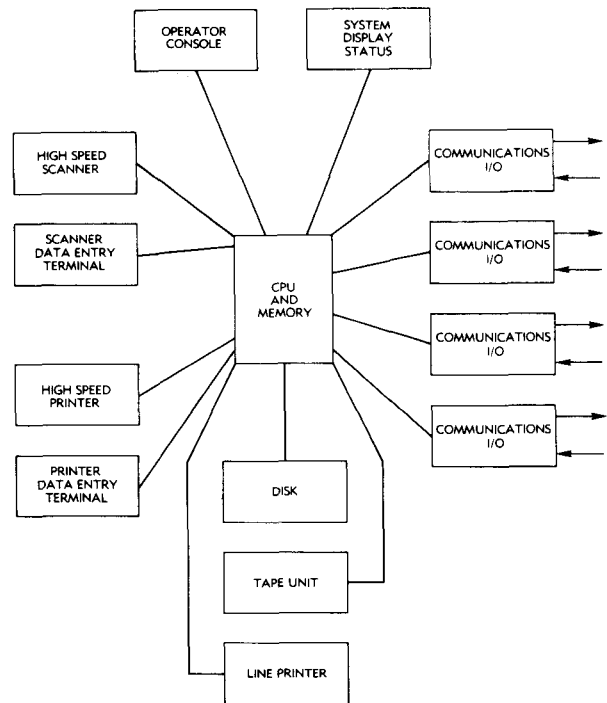 OPERATOR
CONSOLE
SYSTEM
DISPLAY
STATUS
HIGH SPEED
SCANNER
COMMUNICATIONS
I/O
SCANNER
DATA ENTRY
TERMINAL
COMMUNICATIONS
I/O
CPU
AND
MEMORY
COMMUNICATIONS
I/O
HIGH SPEED
PRINTER
COMMUNICATIONS
I/O
PRINTER
DATA ENTRY
TERMINAL
DISK
TAPE UNIT
LINE PRINTER